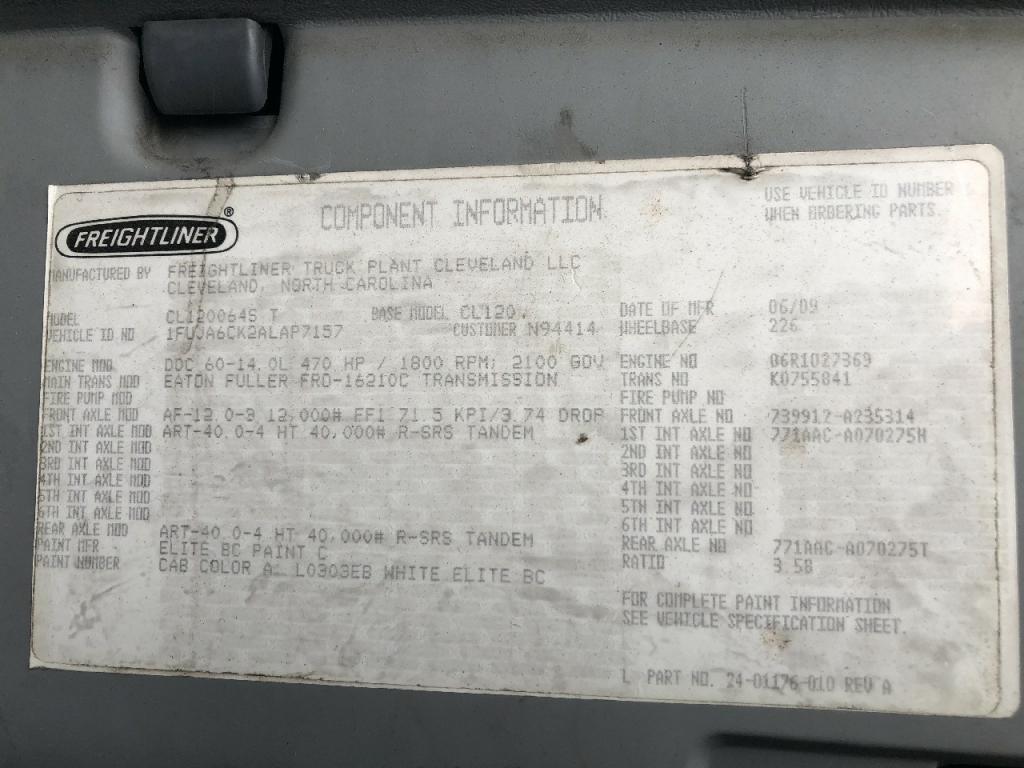 FREIGHTLINER ®
COMPONENT INFORMATION
USE VEHICLE ID NUMBER
WHEN ORDERING PARTS.
MANUFACTURED BY FREIGHTLINER TRUCK PLANT CLEVELAND LLC
CLEVELAND, NORTH CAROLINA
MODEL CL120064S T BASE MODEL CL120 DATE OF MFR 06/09
VEHICLE ID NO 1FUJA6CK2ALAP7157 CUSTOMER N94414 WHEELBASE 226
ENGINE MOD DDC 60-14.0L 470 HP / 1800 RPM; 2100 GOV ENGINE NO 06R1027369
MAIN TRANS MOD EATON FULLER FRO-16210C TRANSMISSION TRANS NO K0755841
FIRE PUMP MOD FIRE PUMP NO
FRONT AXLE MOD AF-12.0-3 12,000# FF1 71.5 KPI/3.74 DROP FRONT AXLE NO 739912-A235314
1ST INT AXLE MOD ART-40.0-4 HT 40,000# R-SRS TANDEM 1ST INT AXLE NO 771AAC-A070275H
2ND INT AXLE MOD 2ND INT AXLE NO
3RD INT AXLE MOD 3RD INT AXLE NO
4TH INT AXLE MOD 4TH INT AXLE NO
5TH INT AXLE MOD 5TH INT AXLE NO
6TH INT AXLE MOD 6TH INT AXLE NO
REAR AXLE MOD ART-40.0-4 HT 40,000# R-SRS TANDEM REAR AXLE NO 771AAC-A070275T
PAINT MFR ELITE BC PAINT C RATIO 3.58
PAINT NUMBER CAB COLOR A: L0303EB WHITE ELITE BC
FOR COMPLETE PAINT INFORMATION
SEE VEHICLE SPECIFICATION SHEET.
L PART NO. 24-01176-010 REV A